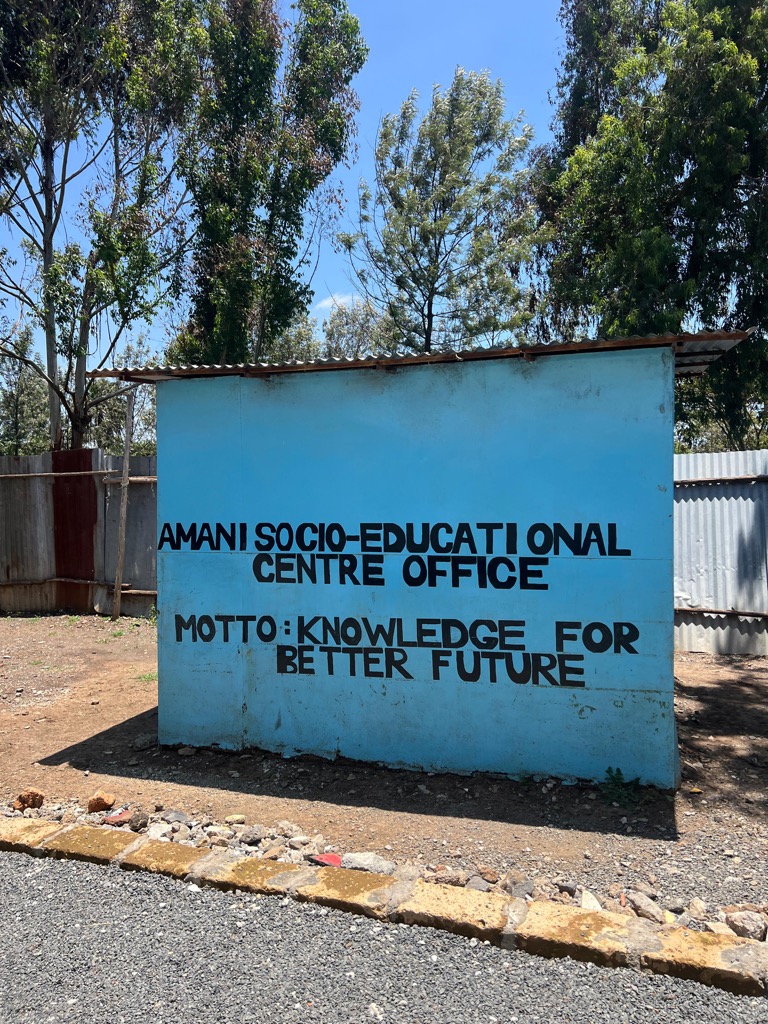 AMANI SOCIO-EDUCATIONAL
CENTRE OFFICE
MOTTO: KNOWLEDGE FOR
BETTER FUTURE